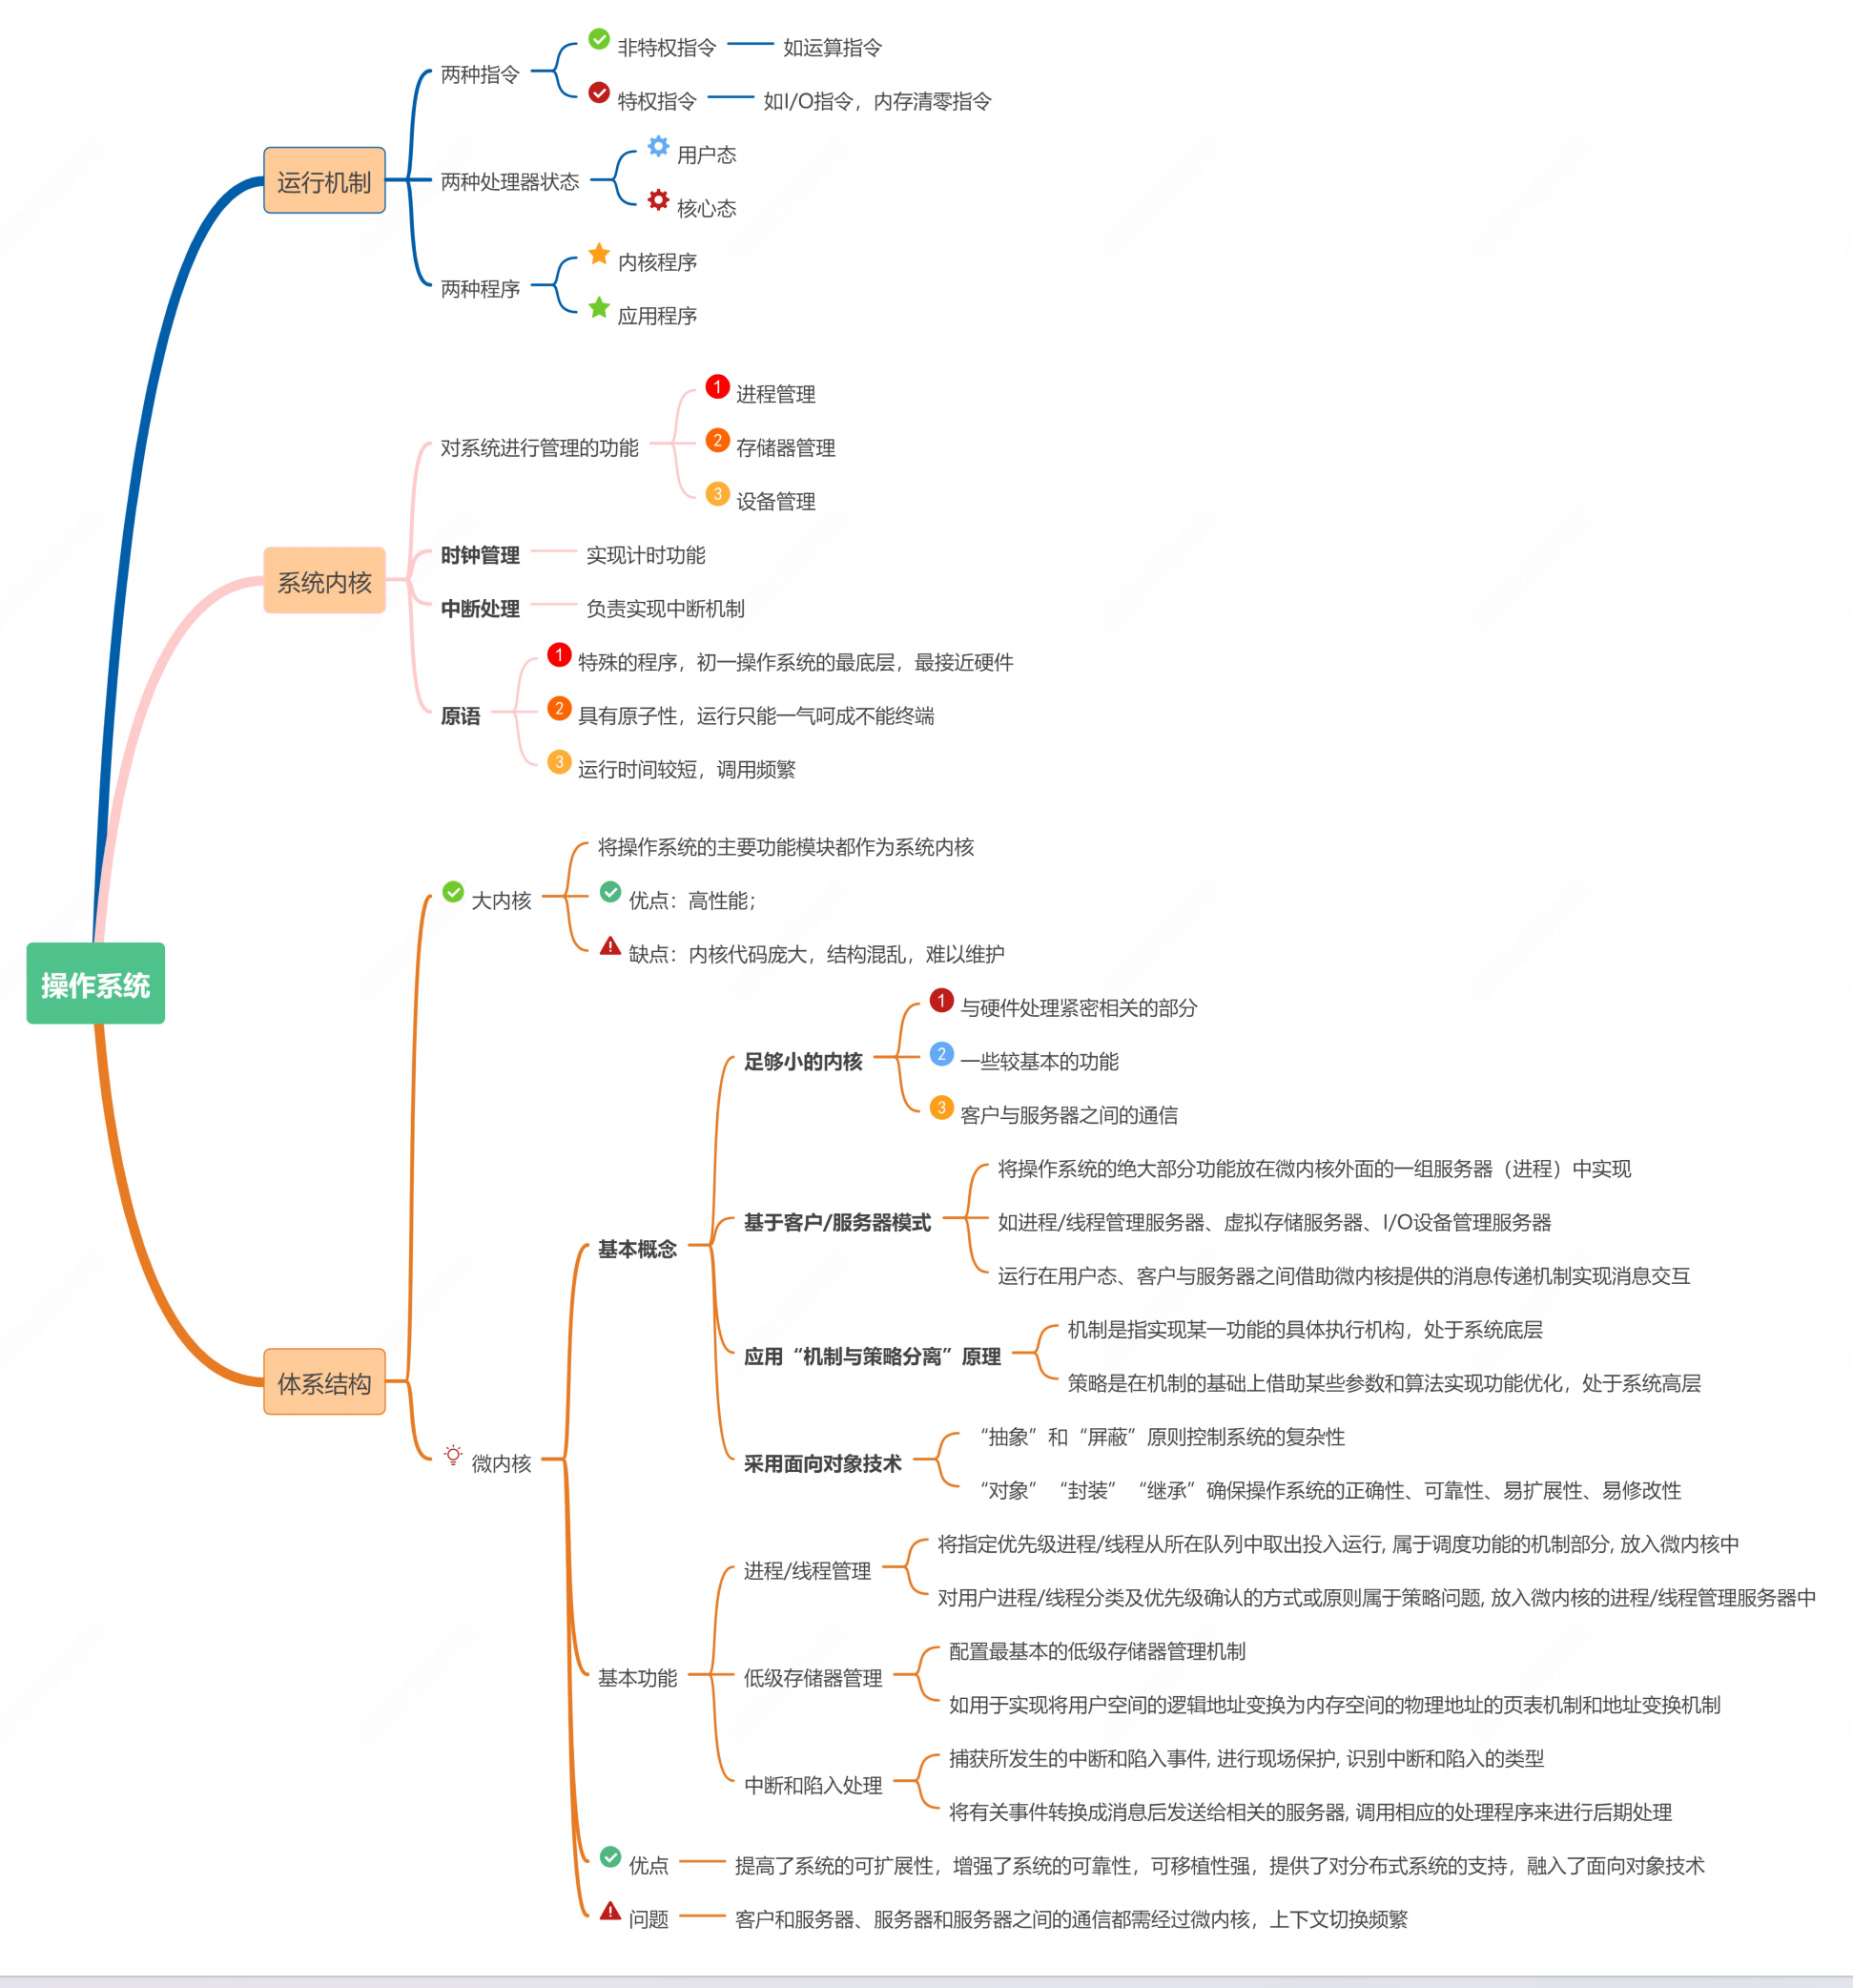 两种指令
非特权指令
如运算指令
特权指令
如I/O指令，内存清零指令
运行机制
两种处理器状态
用户态
核心态
两种程序
内核程序
应用程序
系统内核
对系统进行管理的功能
1 进程管理
2 存储器管理
3 设备管理
时钟管理
实现计时功能
中断处理
负责实现中断机制
原语
1 特殊的程序，初一操作系统的最底层，最接近硬件
2 具有原子性，运行只能一气呵成不能终端
3 运行时间较短，调用频繁
操作系统
体系结构
大内核
将操作系统的主要功能模块都作为系统内核
优点：高性能；
缺点：内核代码庞大，结构混乱，难以维护
微内核
基本概念
足够小的内核
1 与硬件处理紧密相关的部分
2 一些较基本的功能
3 客户与服务器之间的通信
基于客户/服务器模式
将操作系统的绝大部分功能放在微内核外面的一组服务器（进程）中实现
如进程/线程管理服务器、虚拟存储服务器、I/O设备管理服务器
运行在用户态、客户与服务器之间借助微内核提供的消息传递机制实现消息交互
应用“机制与策略分离”原理
机制是指实现某一功能的具体执行机构，处于系统底层
策略是在机制的基础上借助某些参数和算法实现功能优化，处于系统高层
采用面向对象技术
“抽象”和“屏蔽”原则控制系统的复杂性
“对象”“封装”“继承”确保操作系统的正确性、可靠性、易扩展性、易修改性
基本功能
进程/线程管理
将指定优先级进程/线程从所在队列中取出投入运行, 属于调度功能的机制部分, 放入微内核中
对用户进程/线程分类及优先级确认的方式或原则属于策略问题, 放入微内核的进程/线程管理服务器中
低级存储器管理
配置最基本的低级存储器管理机制
如用于实现将用户空间的逻辑地址变换为内存空间的物理地址的页表机制和地址变换机制
中断和陷入处理
捕获所发生的中断和陷入事件, 进行现场保护, 识别中断和陷入的类型
将有关事件转换成消息后发送给相关的服务器, 调用相应的处理程序来进行后期处理
优点
提高了系统的可扩展性，增强了系统的可靠性，可移植性强，提供了对分布式系统的支持，融入了面向对象技术
问题
客户和服务器、服务器和服务器之间的通信都需经过微内核，上下文切换频繁